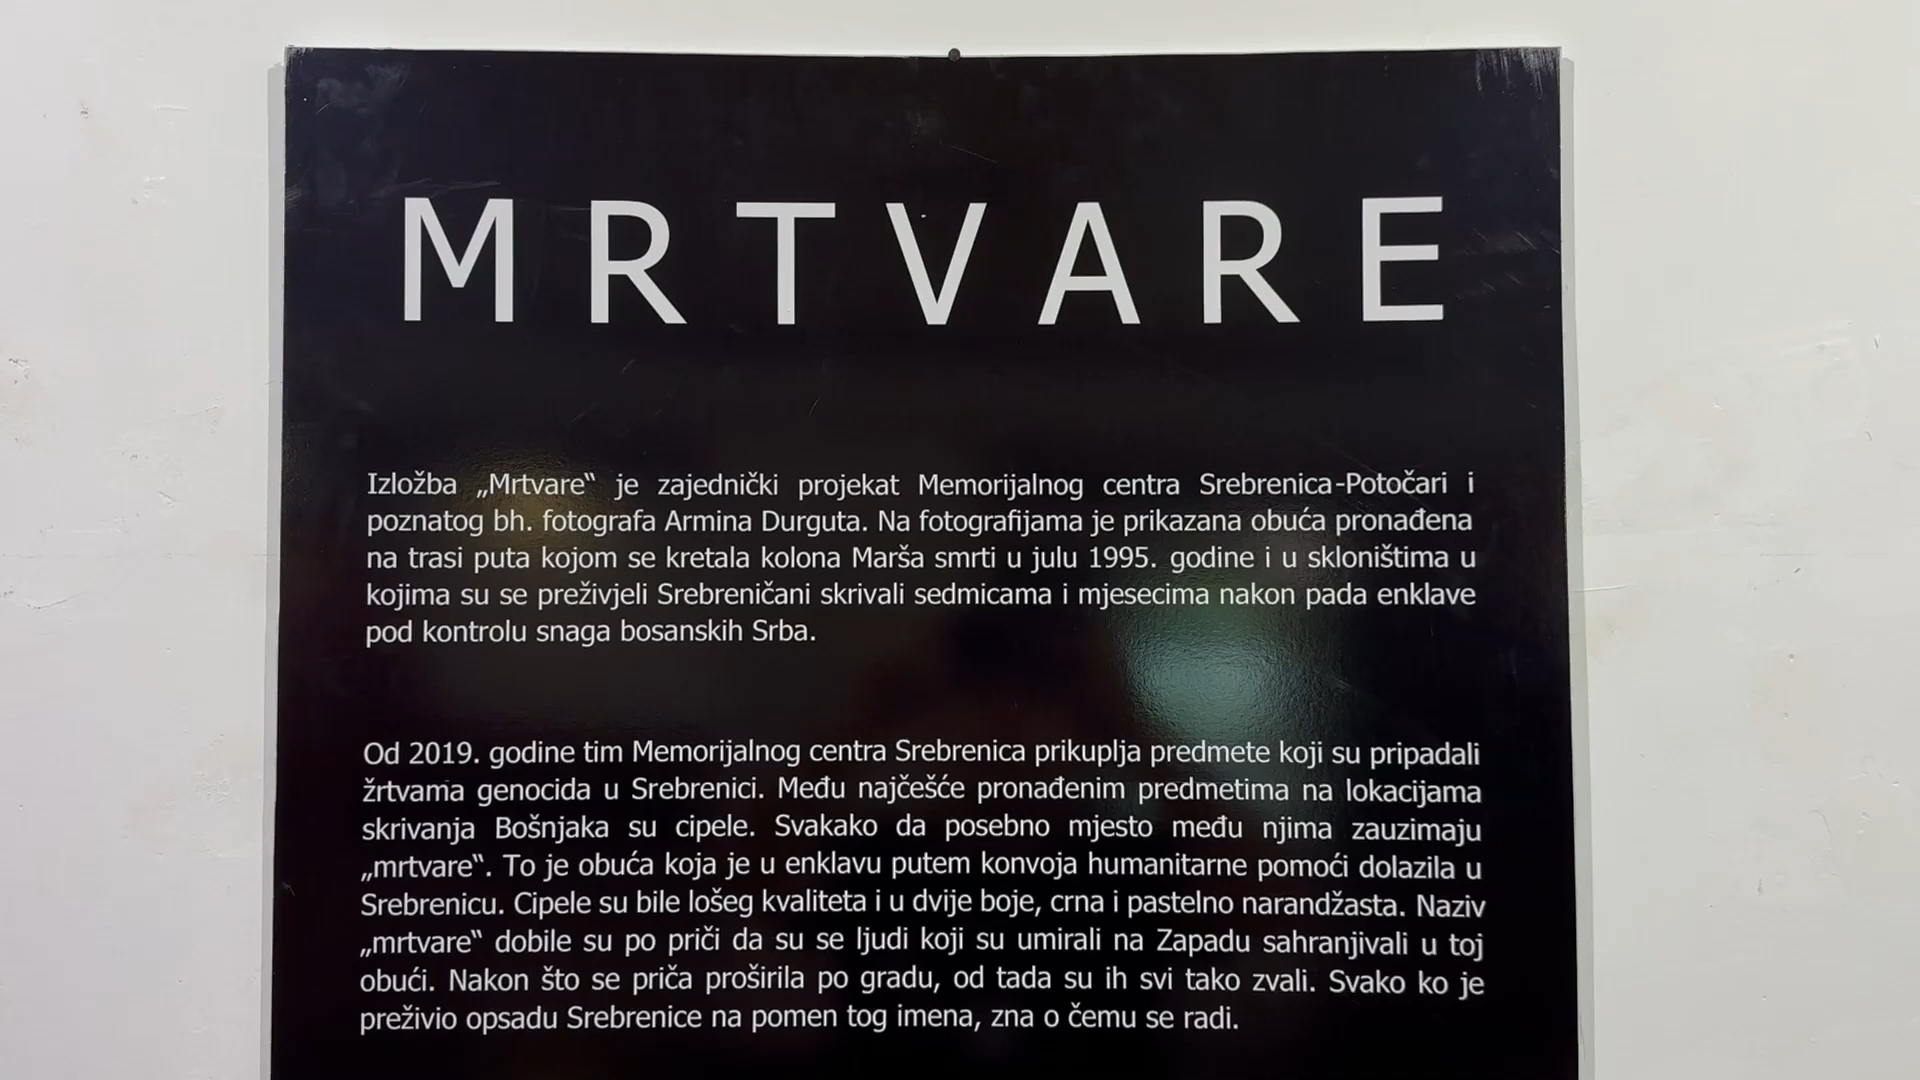 MRTVARE
Izložba „Mrtvare“ je zajednički projekat Memorijalnog centra Srebrenica-Potočari i
poznatog bh. fotografa Armina Durguta. Na fotografijama je prikazana obuća pronađena
na trasi puta kojom se kretala kolona Marša smrti u julu 1995. godine i u skloništima u
kojima su se preživjeli Srebreničani skrivali sedmicama i mjesecima nakon pada enklave
pod kontrolu snaga bosanskih Srba.
Od 2019. godine tim Memorijalnog centra Srebrenica prikuplja predmete koji su pripadali
žrtvama genocida u Srebrenici. Među najčešće pronađenim predmetima na lokacijama
skrivanja Bošnjaka su cipele. Svakako da posebno mjesto među njima zauzimaju
„mrtvare“. To je obuća koja je u enklavu putem konvoja humanitarne pomoći dolazila u
Srebrenicu. Cipele su bile lošeg kvaliteta i u dvije boje, crna i pastelno narandžasta. Naziv
„mrtvare“ dobile su po priči da su se ljudi koji su umirali na Zapadu sahranjivali u toj
obući. Nakon što se priča proširila po gradu, od tada su ih svi tako zvali. Svako ko je
preživio opsadu Srebrenice na pomen tog imena, zna o čemu se radi.